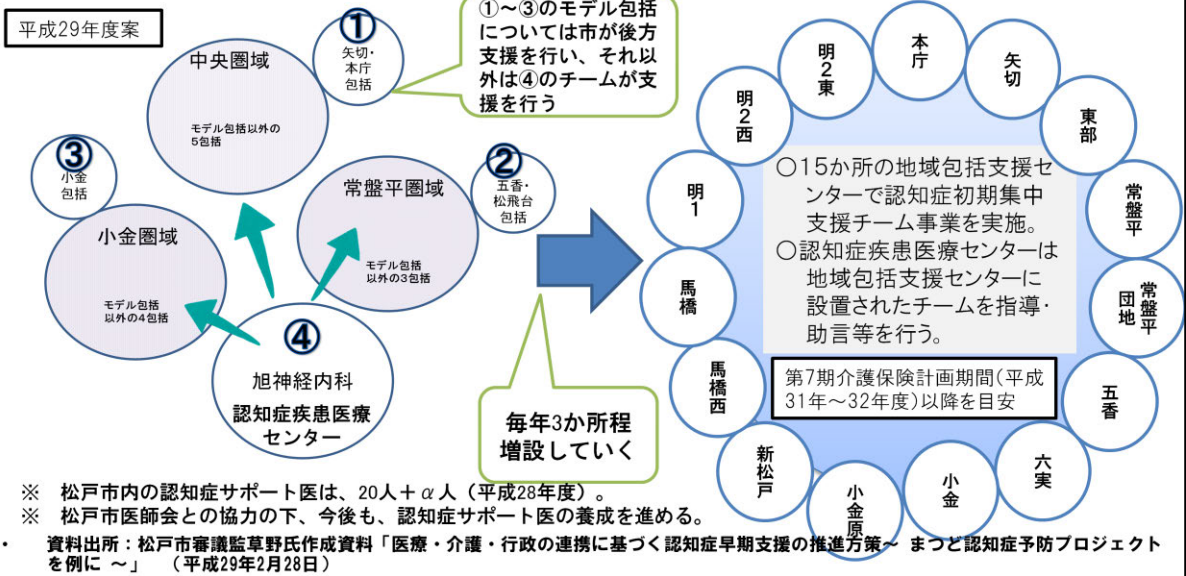 平成29年度案
①
矢切・
本庁
包括
①～③のモデル包括
については市が後方
支援を行い、それ以
外は④のチームが支
援を行う
中央圏域
モデル包括以外の
5包括
③
小金
包括
②
五香・
松飛台
包括
常盤平圏域
モデル包括
以外の3包括
小金圏域
モデル包括
以外の4包括
④
旭神経内科
認知症疾患医療
センター
毎年3か所程
増設していく
本庁
矢切
東部
常盤平
常盤平
団地
五香
六実
小金
小金原
新松戸
馬橋西
馬橋
明1
明2西
明2東
○15か所の地域包括支援セ
ンターで認知症初期集中
支援チーム事業を実施。
○認知症疾患医療センターは
地域包括支援センターに
設置されたチームを指導・
助言等を行う。
第7期介護保険計画期間(平成
31年～32年度)以降を目安
※ 松戸市内の認知症サポート医は、20人＋α人（平成28年度）。
※ 松戸市医師会との協力の下、今後も、認知症サポート医の養成を進める。
・ 資料出所：松戸市審議監草野氏作成資料「医療・介護・行政の連携に基づく認知症早期支援の推進方策～ まつど認知症予防プロジェクト
を例に ～」 （平成29年2月28日）